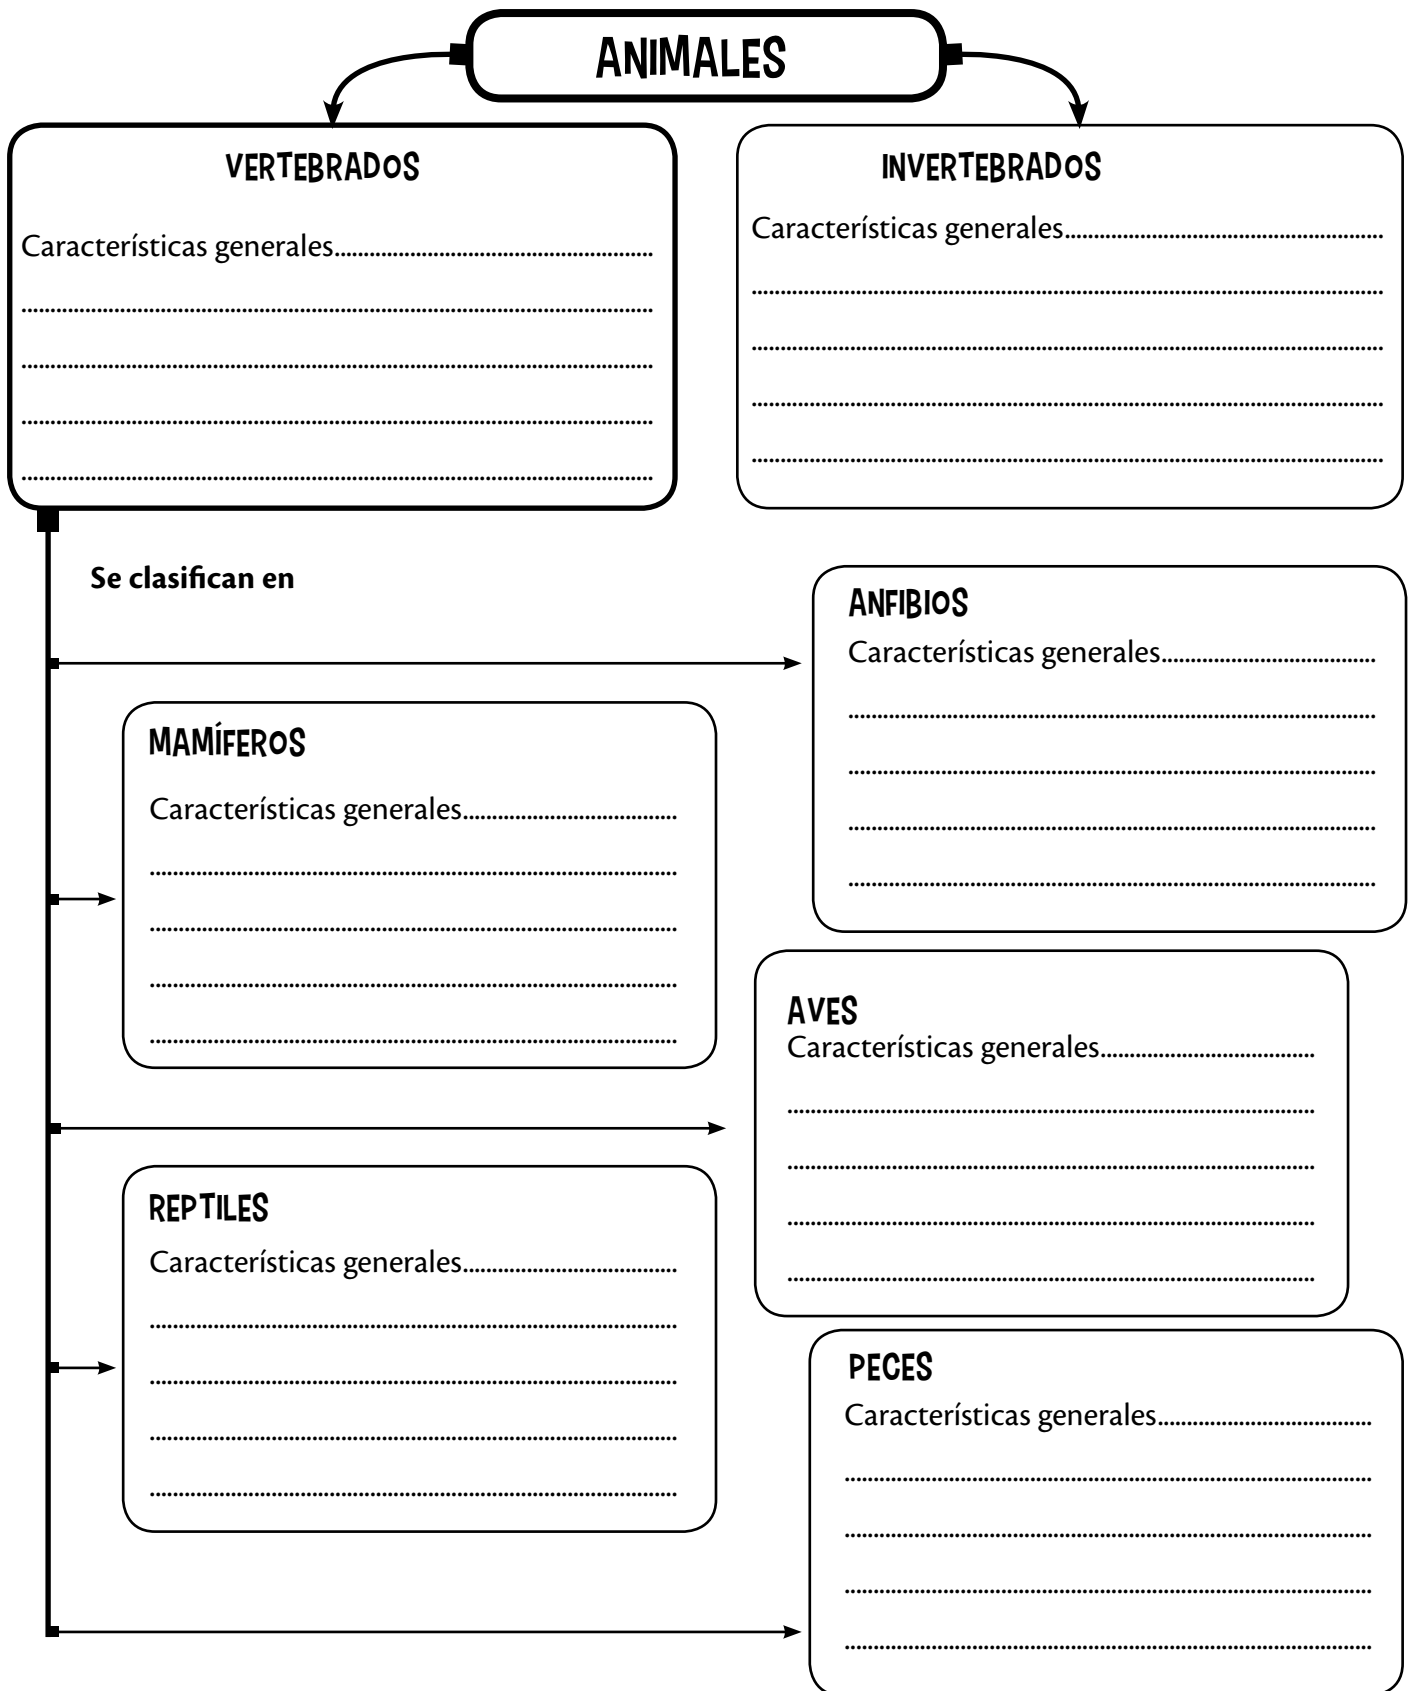 ANIMALES
VERTEBRADOS
Características generales..........................................................
....................................................................................................................
....................................................................................................................
....................................................................................................................
....................................................................................................................
INVERTEBRADOS
Características generales..........................................................
....................................................................................................................
....................................................................................................................
....................................................................................................................
....................................................................................................................
Se clasifican en
ANFIBIOS
Características generales.......................................
................................................................................................
................................................................................................
................................................................................................
................................................................................................
MAMÍFEROS
Características generales.......................................
................................................................................................
................................................................................................
................................................................................................
................................................................................................
AVES
Características generales.......................................
................................................................................................
................................................................................................
................................................................................................
................................................................................................
REPTILES
Características generales.......................................
................................................................................................
................................................................................................
................................................................................................
................................................................................................
PECES
Características generales.......................................
................................................................................................
................................................................................................
................................................................................................
................................................................................................